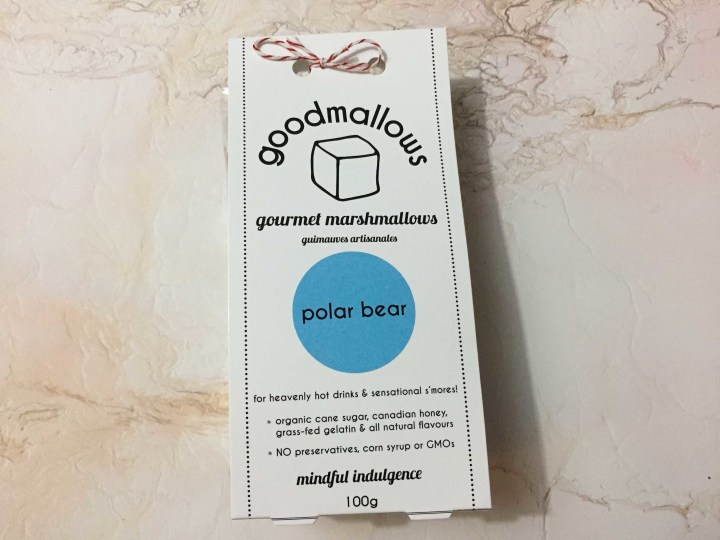 goodmallows
gourmet marshmallows
guimauves artisanales
polar bear
for heavenly hot drinks & sensational s'mores!
* organic cane sugar, canadian honey,
grass-fed gelatin & all natural flavours
* NO preservatives, corn syrup or GMOs
mindful indulgence
100g